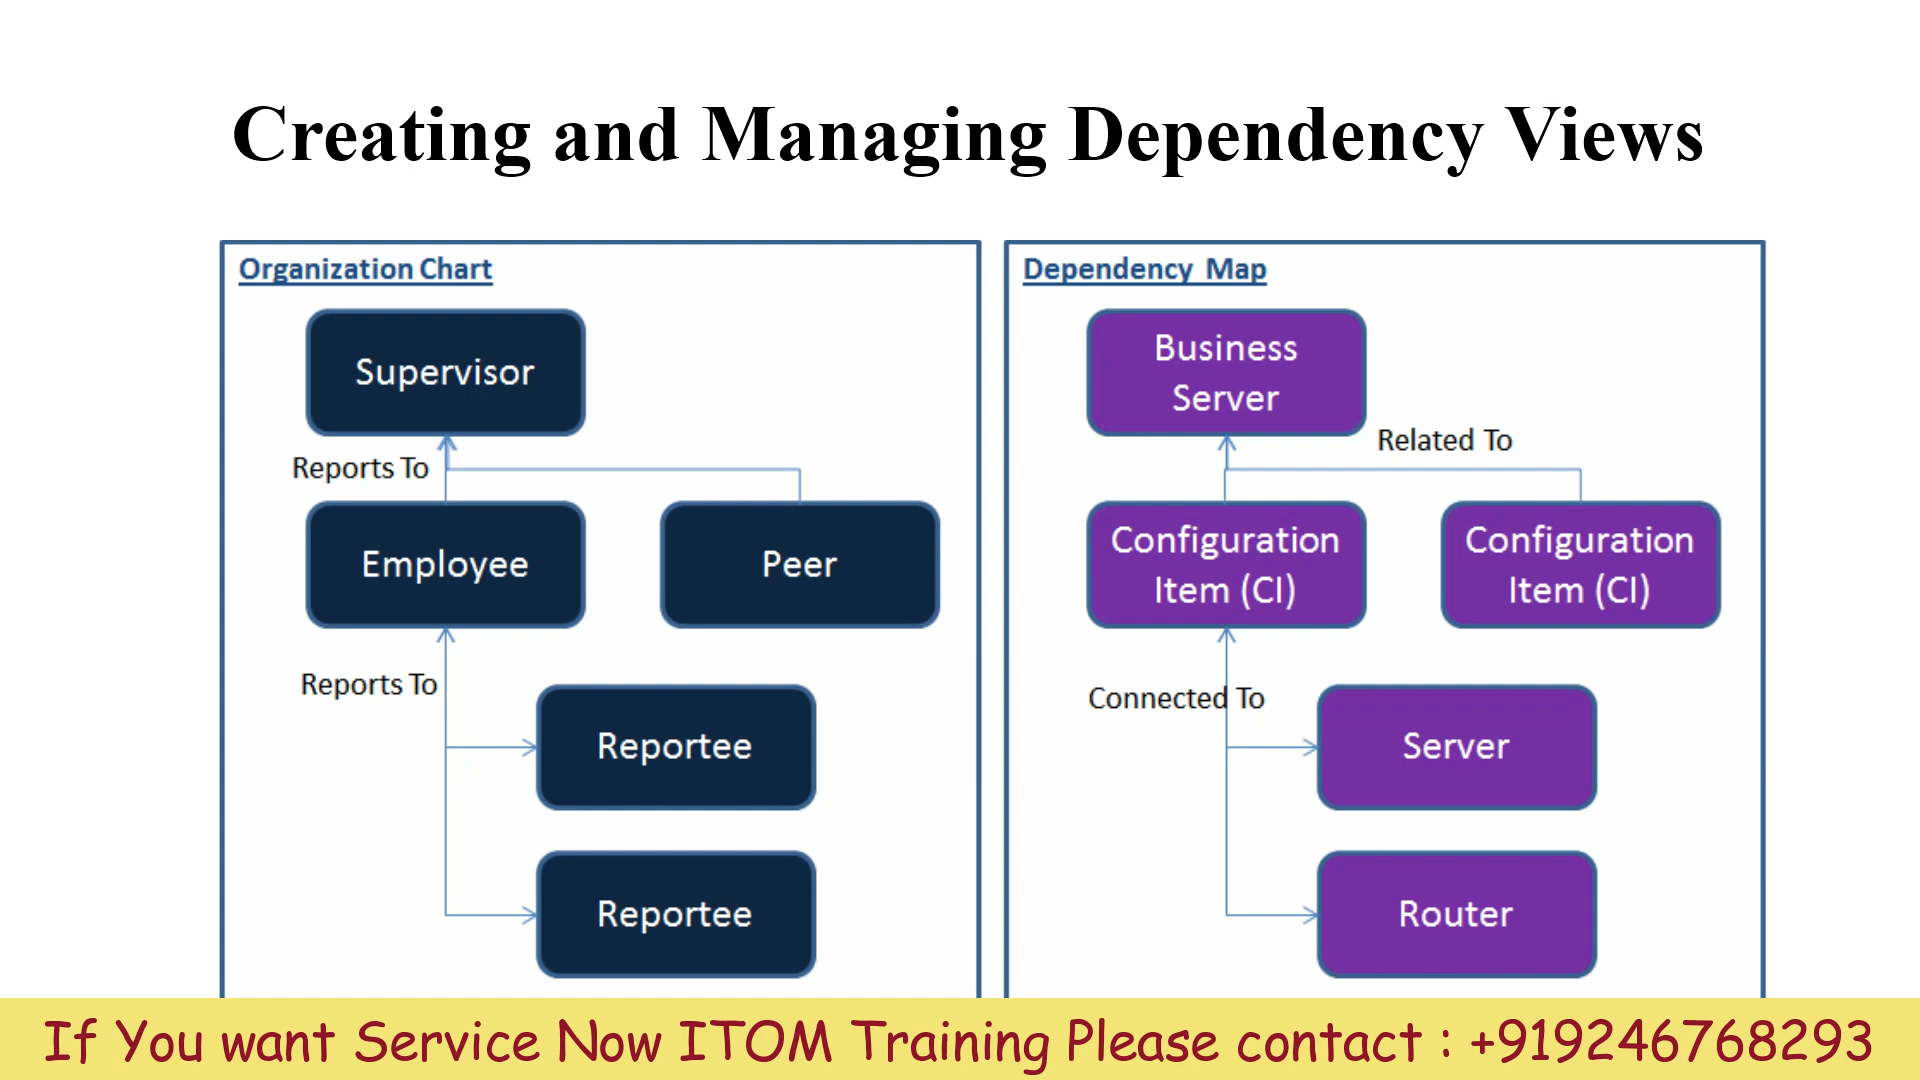 Creating and Managing Dependency Views
Organization Chart
Supervisor
Reports To
Employee
Peer
Reports To
Reportee
Reportee
Dependency Map
Business
Server
Related To
Configuration
Item (CI)
Configuration
Item (CI)
Connected To
Server
Router
If You want Service Now ITOM Training Please contact : +919246768293